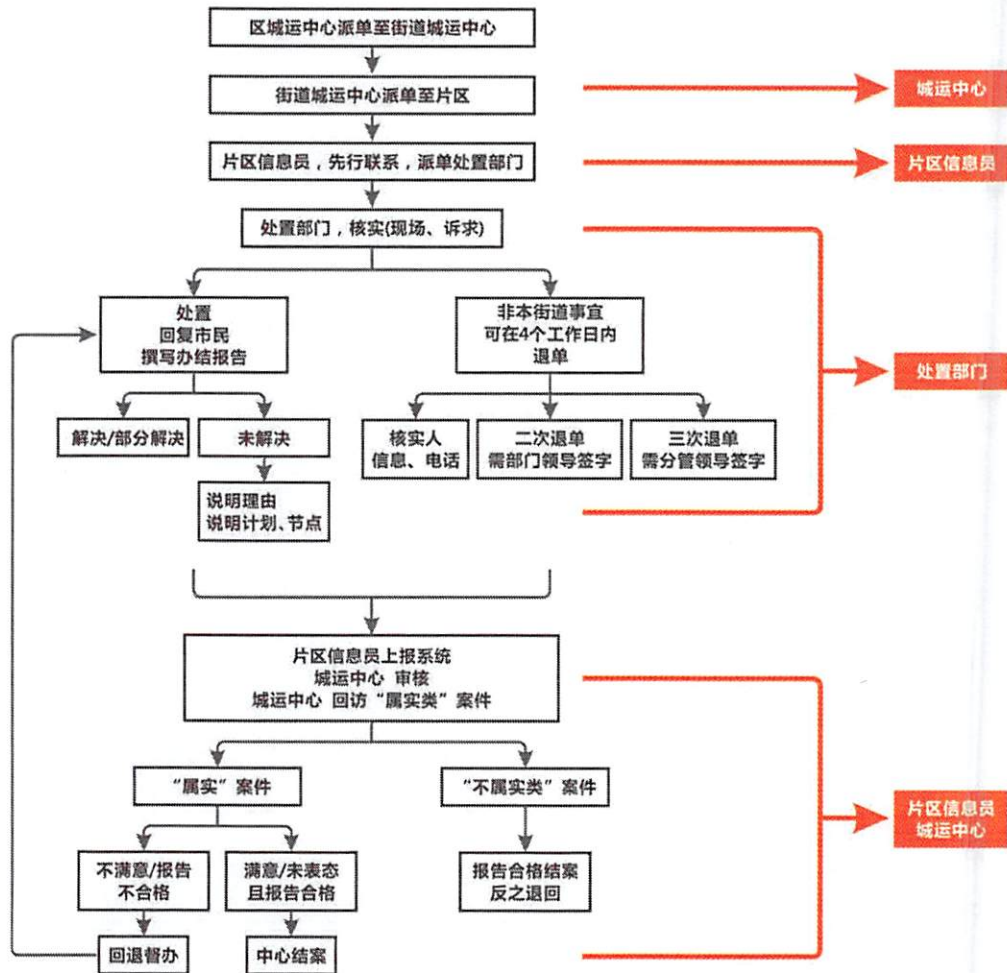 区城运中心派单至街道城运中心
街道城运中心派单至片区
城运中心
片区信息员，先行联系，派单处置部门
片区信息员
处置部门，核实(现场、诉求)
处置
回复市民
撰写办结报告
非本街道事宜
可在4个工作日内
退单
处置部门
解决/部分解决
未解决
核实人
信息、电话
二次退单
需部门领导签字
三次退单
需分管领导签字
说明理由
说明计划、节点
片区信息员上报系统
城运中心 审核
城运中心 回访“属实类”案件
“属实”案件
“不属实类”案件
片区信息员
城运中心
不满意/报告
不合格
满意/未表态
且报告合格
报告合格结案
反之退回
回退督办
中心结案